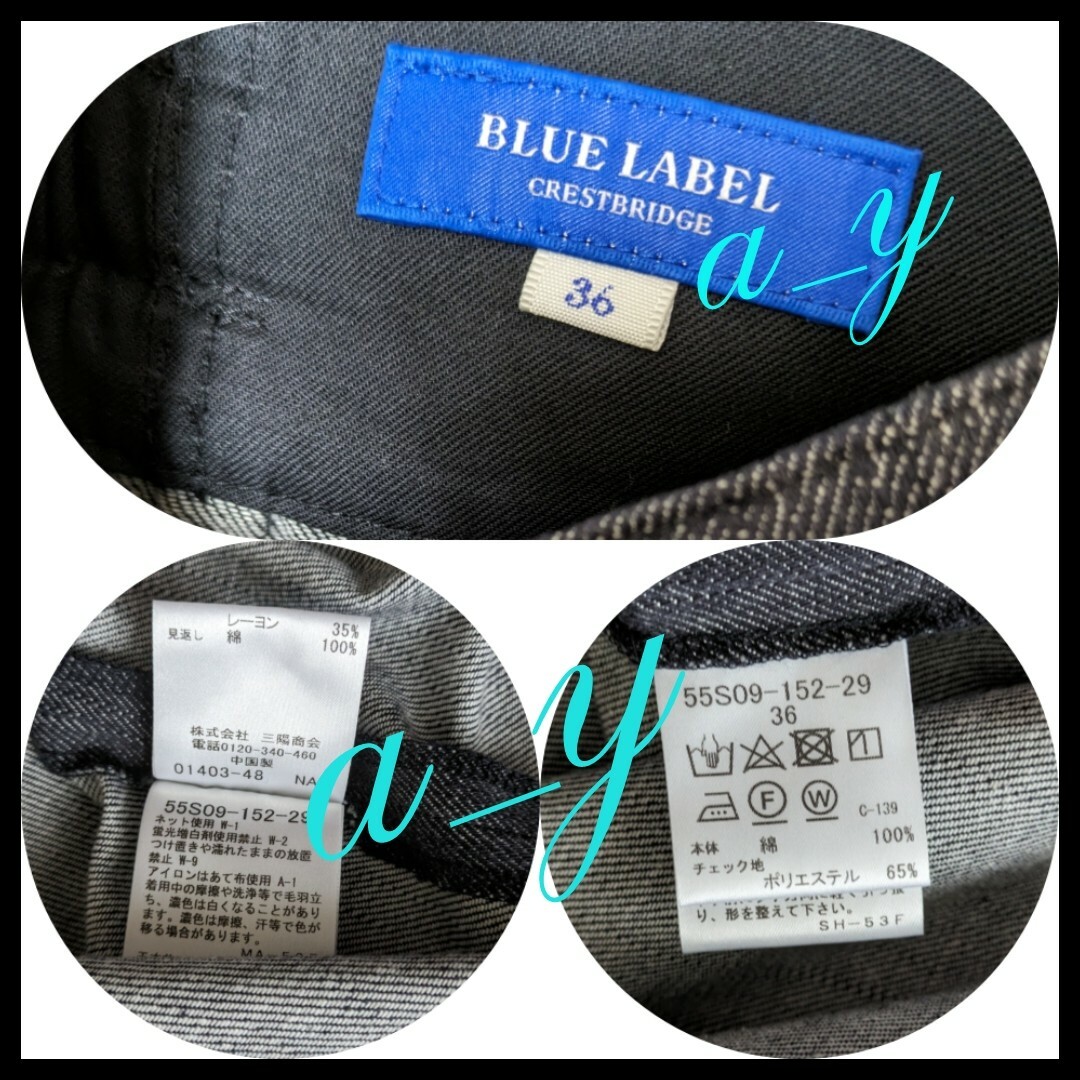 BLUE LABEL
CRESTBRIDGE
36
a_y
レーヨン 35%
見返し 綿 100%
株式会社 三陽商会
電話0120-340-460
中国製
01403-48 NA
55S09-152-29
ネット使用 W-1
蛍光増白剤使用禁止 W-2
つけ置きや濡れたままの放置
禁止 W-9
アイロンはあて布使用 A-1
着用中の摩擦や洗浄等で毛羽立
ち、濃色は白くなることがあり
ます。濃色は摩擦、汗等で色が
移る場合があります。
a_y
55S09-152-29
36
1
F
W
C-139
本体 綿 100%
チェック地
ポリエステル 65%
り、形を整えて下さい。
SH-53F